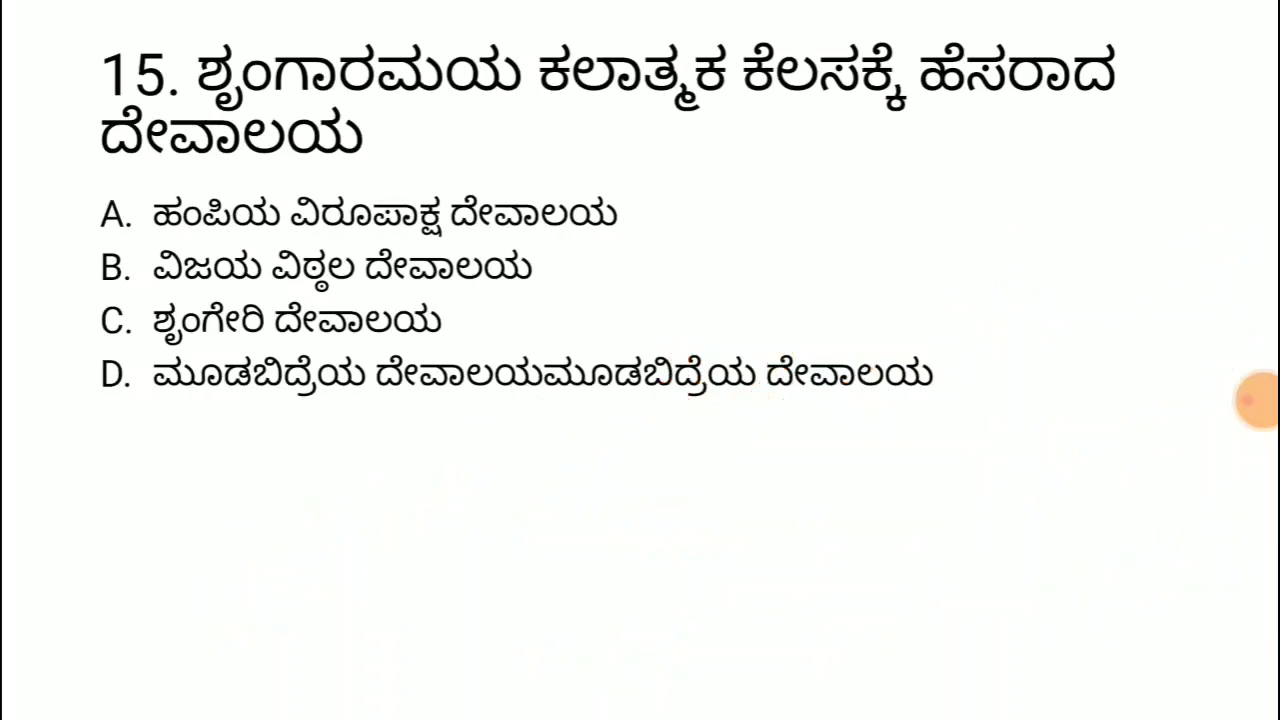 15. ಶೃಂಗಾರಮಯ ಕಲಾತ್ಮಕ ಕೆಲಸಕ್ಕೆ ಹೆಸರಾದ
ದೇವಾಲಯ
A. ಹಂಪಿಯ ವಿರೂಪಾಕ್ಷ ದೇವಾಲಯ
B. ವಿಜಯ ವಿಠ್ಠಲ ದೇವಾಲಯ
C. ಶೃಂಗೇರಿ ದೇವಾಲಯ
D. ಮೂಡಬಿದ್ರೆಯ ದೇವಾಲಯಮೂಡಬಿದ್ರೆಯ ದೇವಾಲಯ